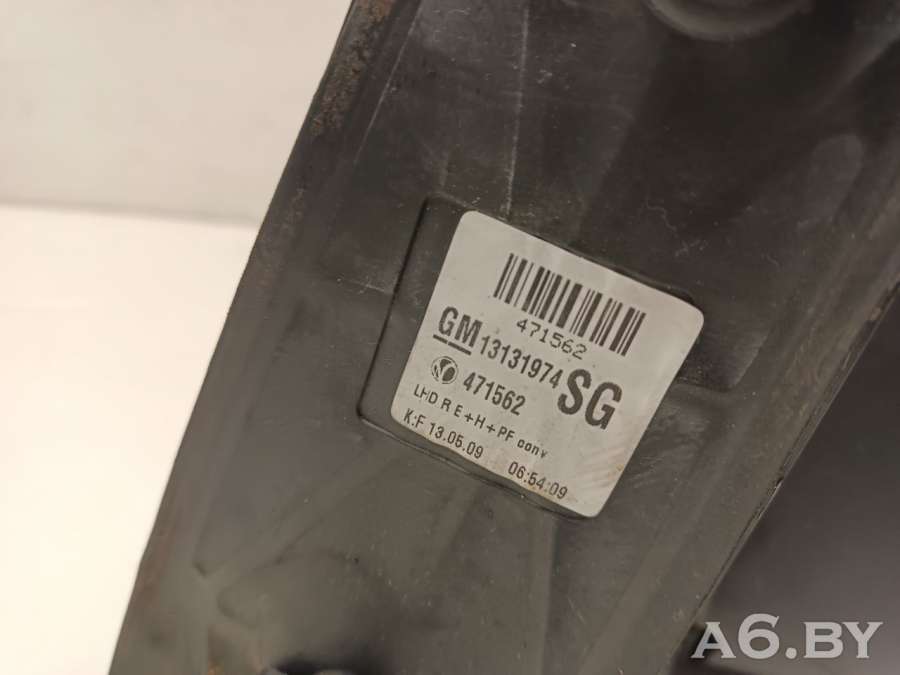 471562
GM 13131974 SG
471562
LHD R E+H+PF conv
K:F 13.05.09 06:54:09
A6.BY